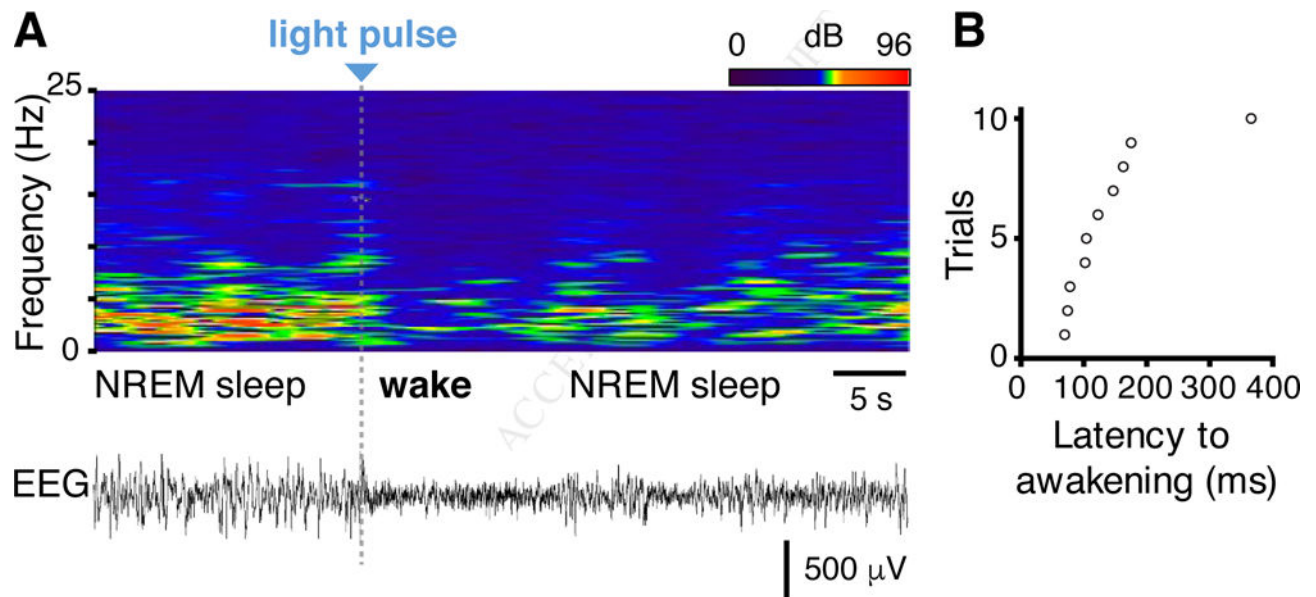 A
light pulse
0 dB 96
25
Frequency (Hz)
0
NREM sleep wake NREM sleep
5 s
EEG
500 μV
B
10
Trials
5
0
0 100 200 300 400
Latency to
awakening (ms)